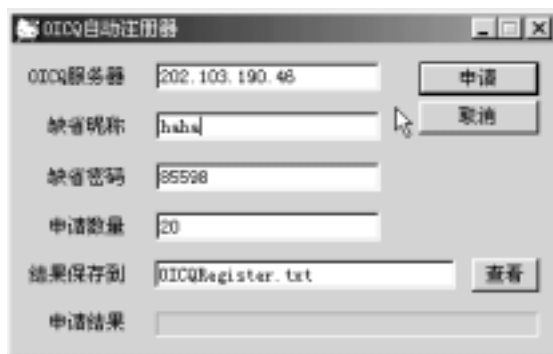 OICQ自动注册器
OICQ服务器 202.103.190.46 申请
缺省昵称 haha 取消
缺省密码 85598
申请数量 20
结果保存到 OICQRegister.txt 查看
申请结果